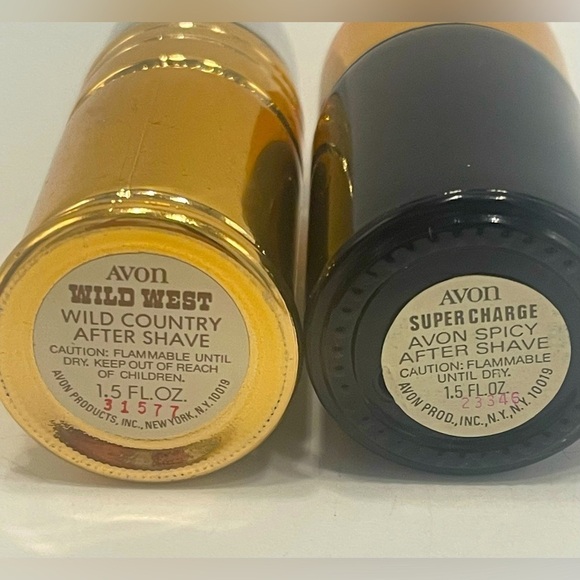 AVON
WILD WEST
WILD COUNTRY
AFTER SHAVE
CAUTION: FLAMMABLE UNTIL
DRY. KEEP OUT OF REACH
OF CHILDREN.
1.5 FL.OZ.
31577
AVON PRODUCTS, INC., NEW YORK, N.Y. 10019
AVON
SUPER CHARGE
AVON SPICY
AFTER SHAVE
CAUTION: FLAMMABLE
UNTIL DRY.
1.5 FL.OZ.
23346
AVON PROD., INC., N.Y., N.Y. 10019